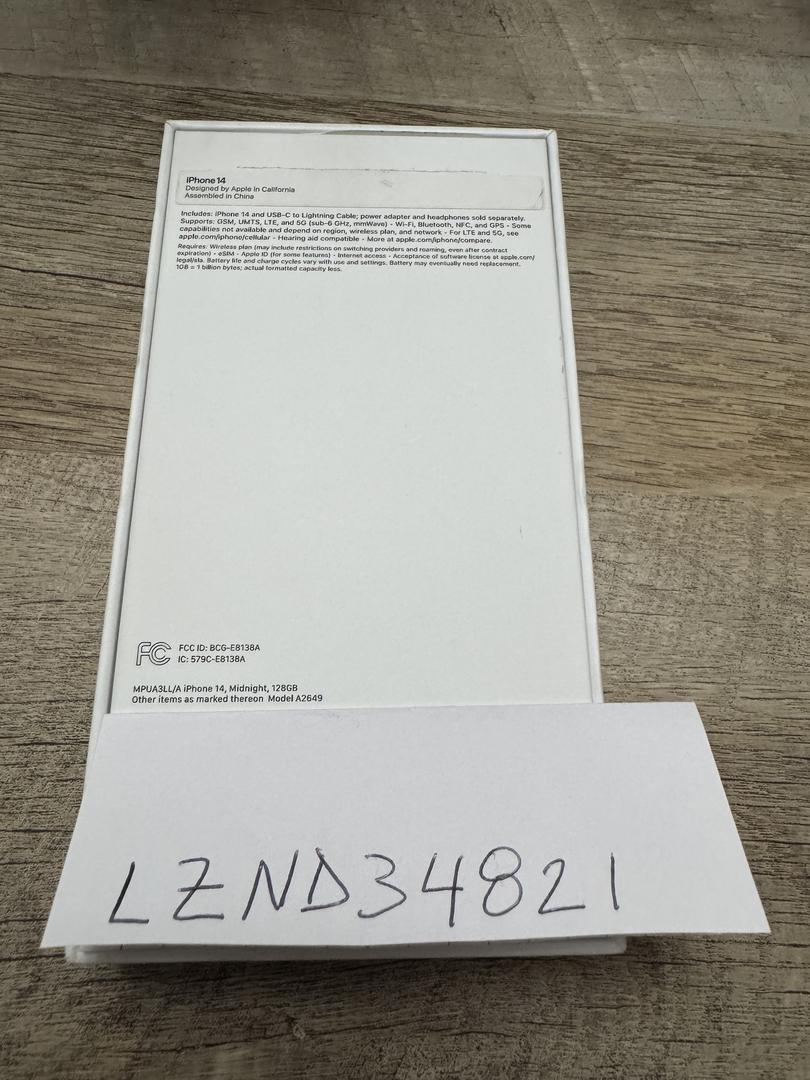 iPhone 14
Designed by Apple in California
Assembled in China
Includes: iPhone 14 and USB-C to Lightning Cable; power adapter and headphones sold separately.
Supports: GSM, UMTS, LTE, and 5G (sub-6 GHz, mmWave) • Wi-Fi, Bluetooth, NFC, and GPS • Some
capabilities not available and depend on region, wireless plan, and network • For LTE and 5G, see
apple.com/iphone/cellular • Hearing aid compatible • More at apple.com/iphone/compare.
Requires: Wireless plan (may include restrictions on switching providers and roaming, even after contract
expiration) • eSIM • Apple ID (for some features) • Internet access • Acceptance of software license at apple.com/
legal/sla. Battery life and charge cycles vary with use and settings. Battery may eventually need replacement.
1GB = 1 billion bytes; actual formatted capacity less.
FC
FCC ID: BCG-E8138A
IC: 579C-E8138A
MPUA3LL/A iPhone 14, Midnight, 128GB
Other items as marked thereon Model A2649
LZND34821